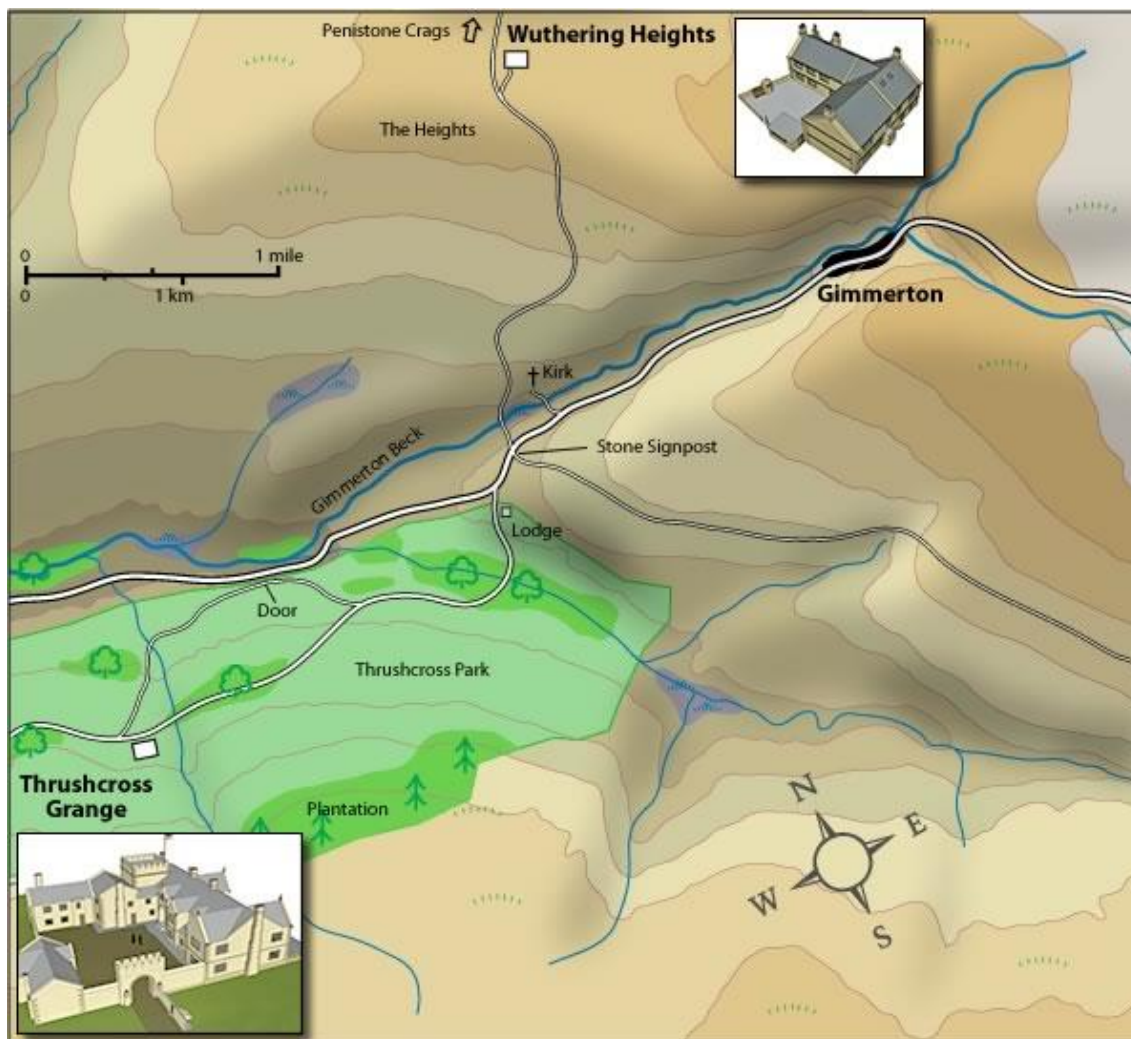 Penistone Crags
Wuthering Heights
The Heights
0 1 mile
0 1 km
Gimmerton
Kirk
Stone Signpost
Gimmerton Beck
Lodge
Door
Thrushcross Park
Thrushcross
Grange
Plantation
N
E
W
S